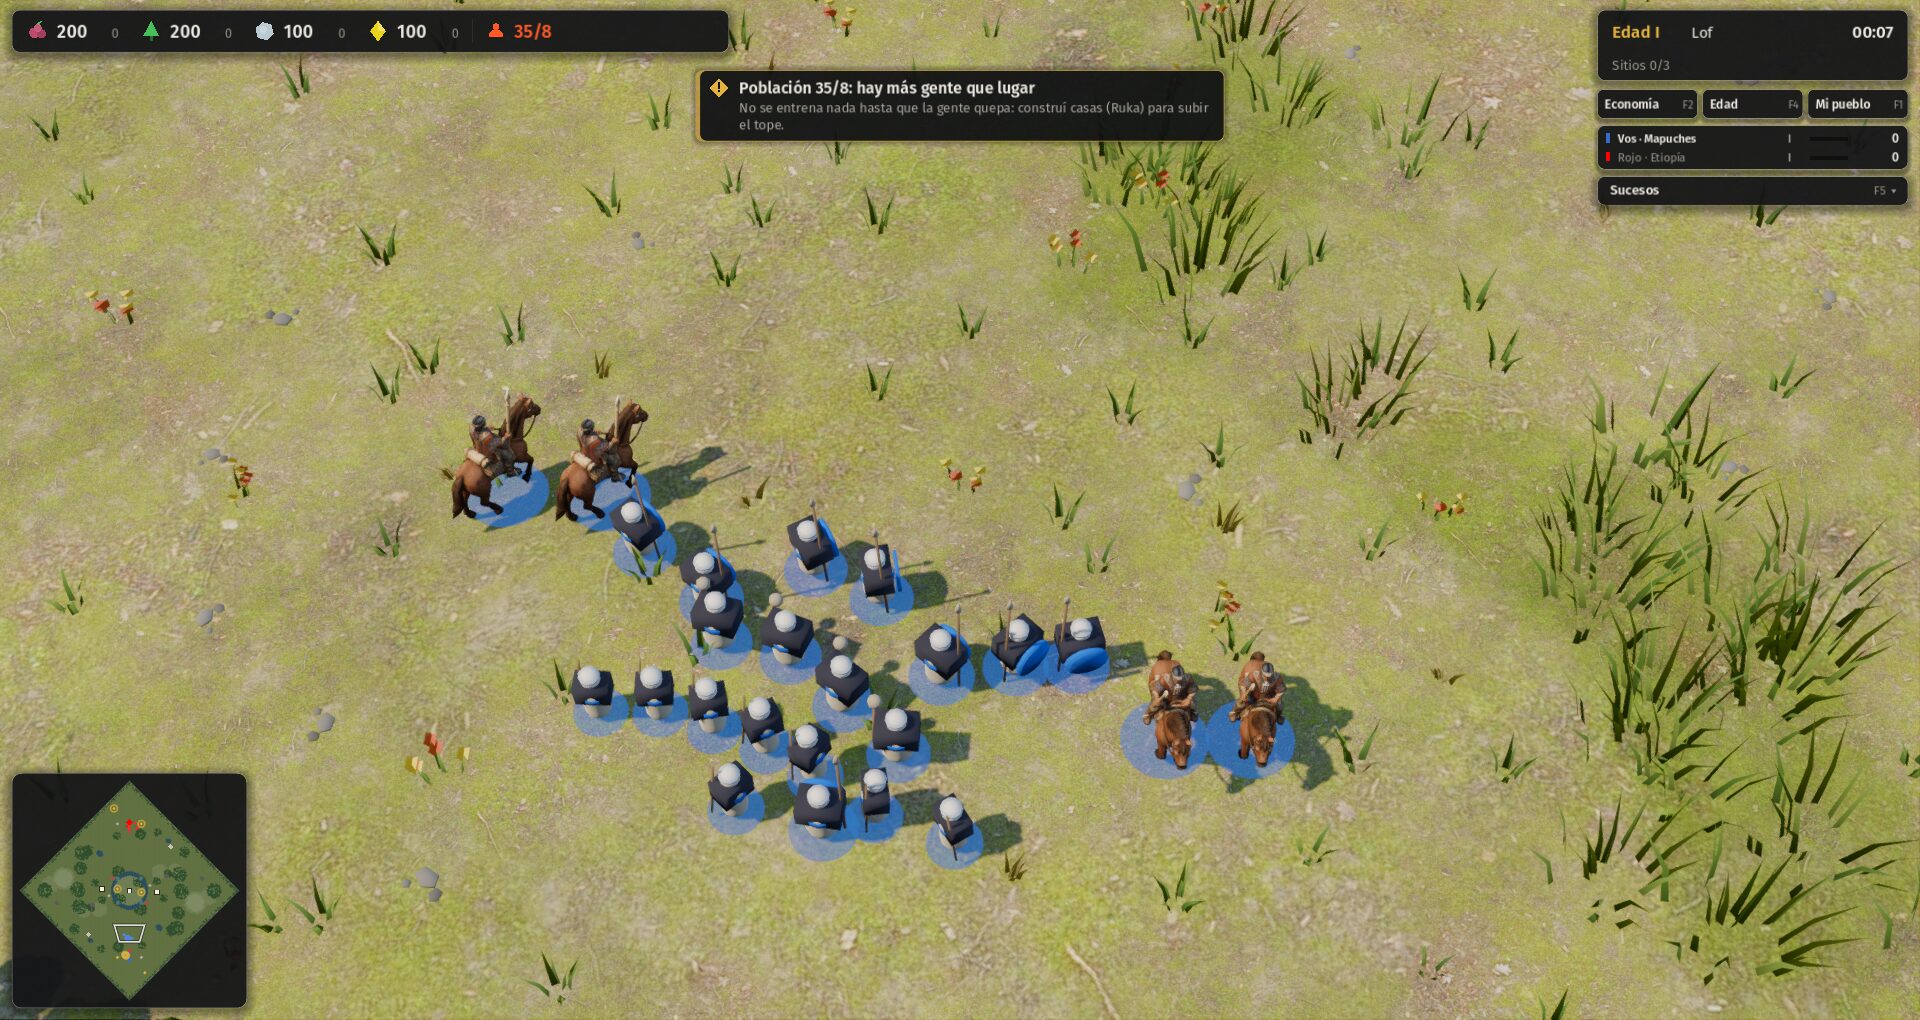 200 0 200 0 100 0 100 0 35/8
Edad I Lof 00:07
Sitios 0/3
Población 35/8: hay más gente que lugar
No se entrena nada hasta que la gente quepa: construí casas (Ruka) para subir
el tope.
Economía F2 Edad F4 Mi pueblo F1
Vos · Mapuches I 0
Rojo · Etiopía I 0
Sucesos F5